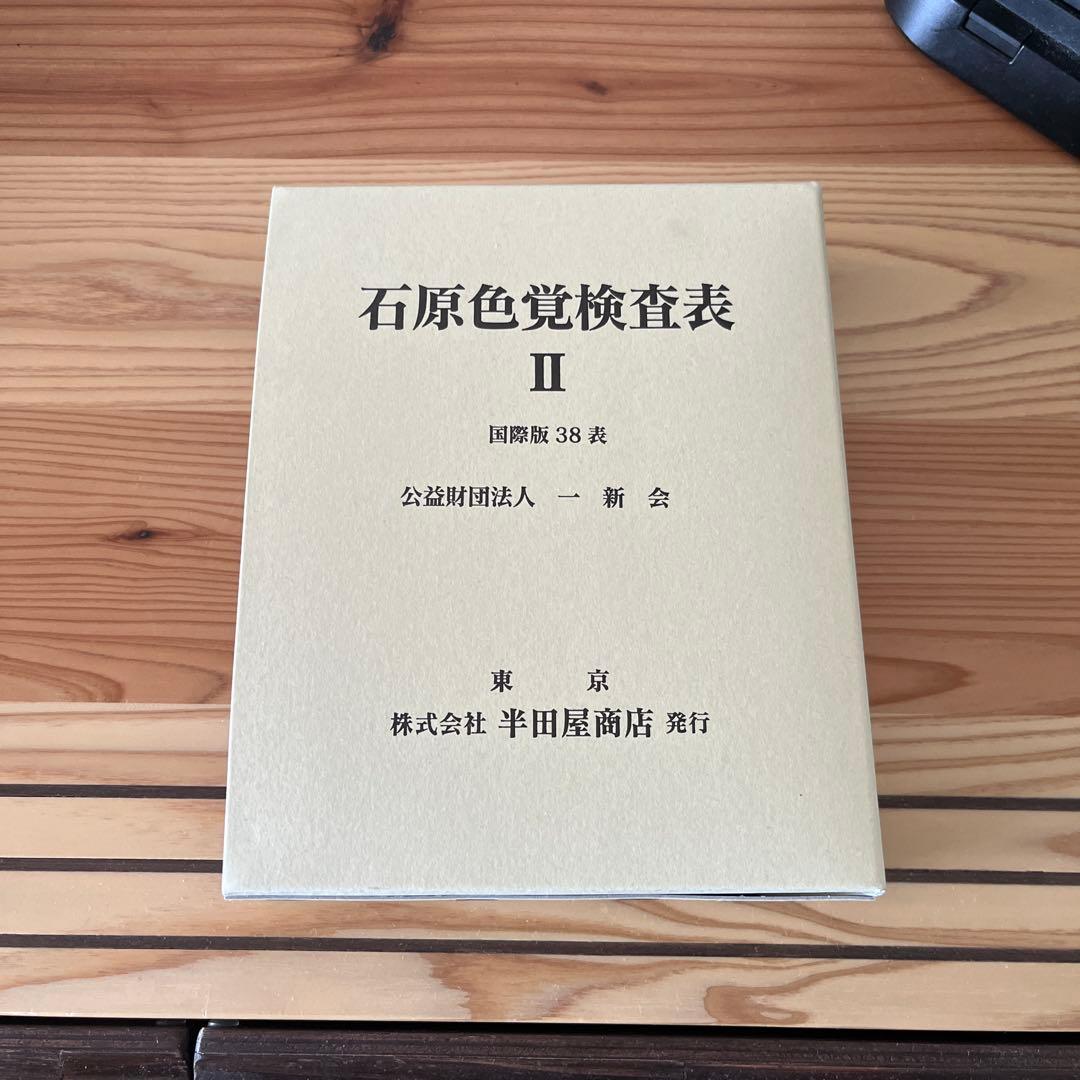 石原色覚検査表
II
国際版 38 表
公益財団法人 一 新 会
東 京
株式会社 半田屋商店 発行